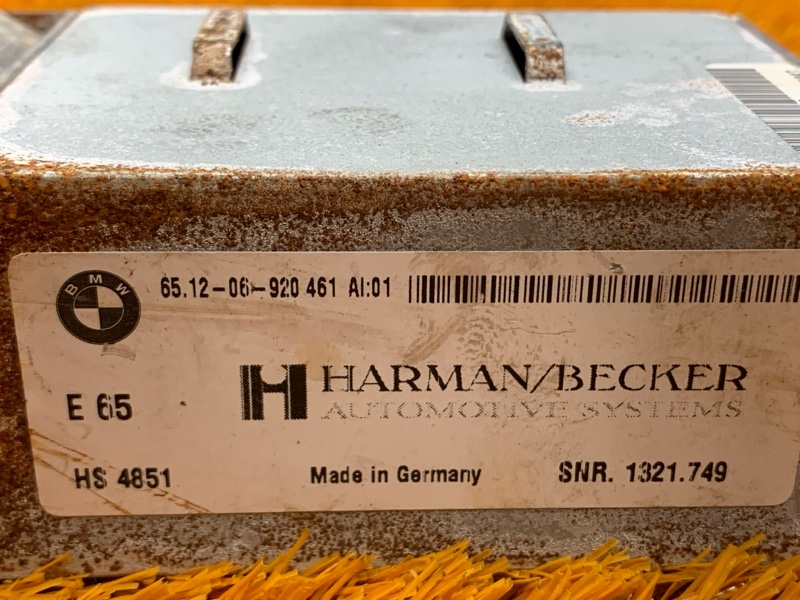 BMW
65.12-06-920 461 AI:01
HARMAN/BECKER
AUTOMOTIVE SYSTEMS
E 65
HS 4851
Made in Germany
SNR. 1321.749